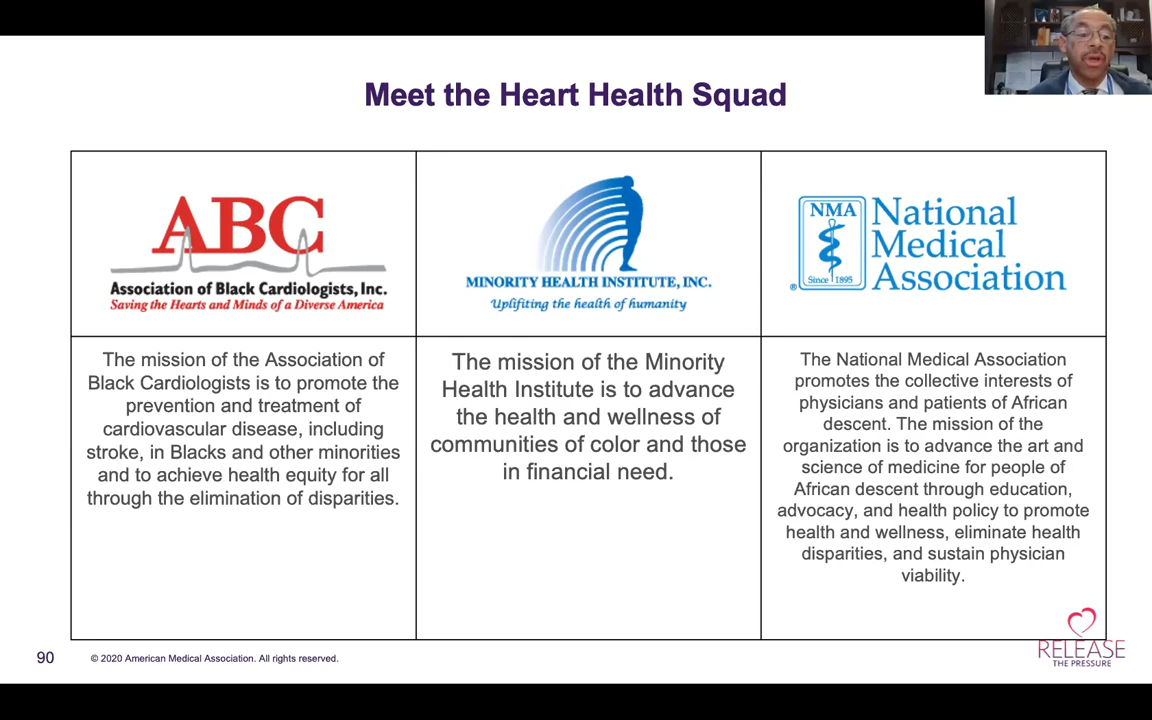 Meet the Heart Health Squad
ABC
Association of Black Cardiologists, Inc.
Saving the Hearts and Minds of a Diverse America
The mission of the Association of
Black Cardiologists is to promote the
prevention and treatment of
cardiovascular disease, including
stroke, in Blacks and other minorities
and to achieve health equity for all
through the elimination of disparities.
MINORITY HEALTH INSTITUTE, INC.
Uplifiting the health of humanity
The mission of the Minority
Health Institute is to advance
the health and wellness of
communities of color and those
in financial need.
NMA
Since 1895
®
National
Medical
Association
The National Medical Association
promotes the collective interests of
physicians and patients of African
descent. The mission of the
organization is to advance the art and
science of medicine for people of
African descent through education,
advocacy, and health policy to promote
health and wellness, eliminate health
disparities, and sustain physician
viability.
90
© 2020 American Medical Association. All rights reserved.
RELEASE
THE PRESSURE